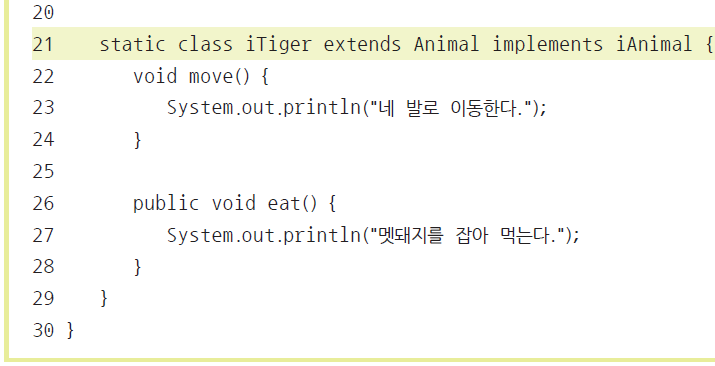 20
21 static class iTiger extends Animal implements iAnimal {
22 void move() {
23 System.out.println("네 발로 이동한다.");
24 }
25
26 public void eat() {
27 System.out.println("멧돼지를 잡아 먹는다.");
28 }
29 }
30 }